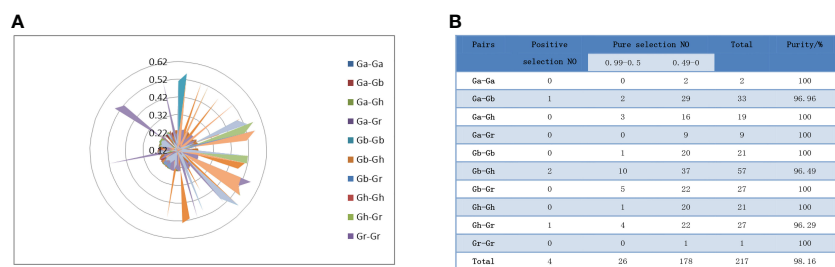 A
0.62
0.52
0.42
0.32
0.22
0.12
Ga-Ga
Ga-Gb
Ga-Gh
Ga-Gr
Gb-Gb
Gb-Gh
Gb-Gr
Gh-Gh
Gh-Gr
Gr-Gr
B
Pairs Positive selection NO Pure selection NO Total Purity/%
0.99-0.5 0.49-0
Ga-Ga 0 0 2 2 100
Ga-Gb 1 2 29 33 96.96
Ga-Gh 0 3 16 19 100
Ga-Gr 0 0 9 9 100
Gb-Gb 0 1 20 21 100
Gb-Gh 2 10 37 57 96.49
Gb-Gr 0 5 22 27 100
Gh-Gh 0 1 20 21 100
Gh-Gr 1 4 22 27 96.29
Gr-Gr 0 0 1 1 100
Total 4 26 178 217 98.16